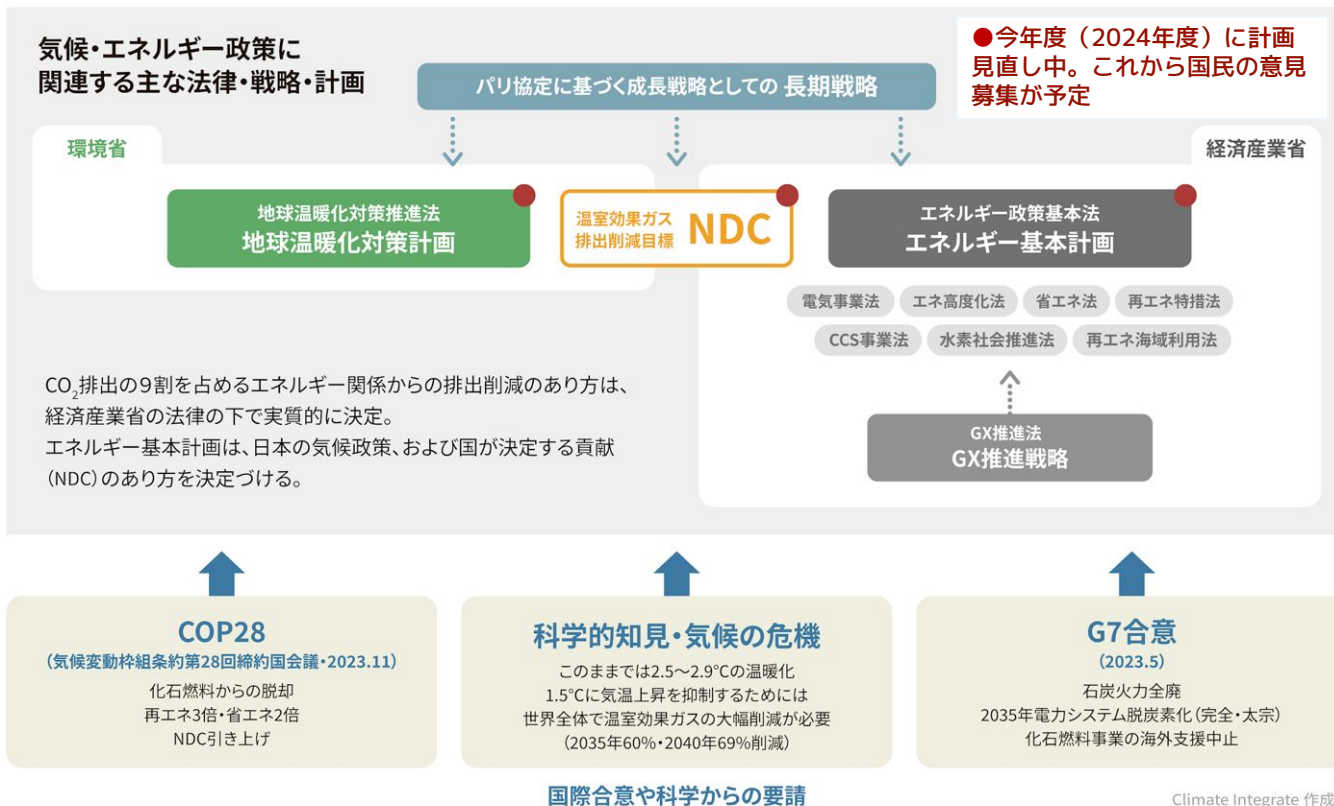 気候・エネルギー政策に
関連する主な法律・戦略・計画
●今年度（2024年度）に計画
見直し中。これから国民の意見
募集が予定
パリ協定に基づく成長戦略としての 長期戦略
環境省
経済産業省
地球温暖化対策推進法
地球温暖化対策計画
温室効果ガス
排出削減目標
NDC
エネルギー政策基本法
エネルギー基本計画
電気事業法
エネ高度化法
省エネ法
再エネ特措法
CCS事業法
水素社会推進法
再エネ海域利用法
GX推進法
GX推進戦略
CO₂排出の9割を占めるエネルギー関係からの排出削減のあり方は、
経済産業省の法律の下で実質的に決定。
エネルギー基本計画は、日本の気候政策、および国が決定する貢献
（NDC）のあり方を決定づける。
COP28
（気候変動枠組条約第28回締約国会議・2023.11）
化石燃料からの脱却
再エネ3倍・省エネ2倍
NDC引き上げ
科学的知見・気候の危機
このままでは2.5〜2.9℃の温暖化
1.5℃に気温上昇を抑制するためには
世界全体で温室効果ガスの大幅削減が必要
（2035年60%・2040年69%削減）
G7合意
（2023.5）
石炭火力全廃
2035年電力システム脱炭素化（完全・太宗）
化石燃料事業の海外支援中止
国際合意や科学からの要請
Climate Integrate 作成